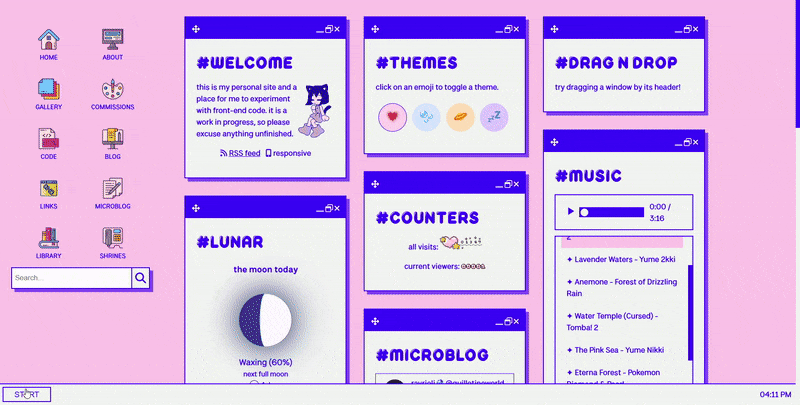 HOME
ABOUT
GALLERY
COMMISSIONS
CODE
BLOG
LINKS
MICROBLOG
LIBRARY
SHRINES
Search...
#WELCOME
this is my personal site and a
place for me to experiment
with front-end code. it is a
work in progress, so please
excuse anything unfinished.
RSS feed
responsive
#LUNAR
the moon today
Waxing (60%)
next full moon
#THEMES
click on an emoji to toggle a theme.
#COUNTERS
all visits:
current viewers:
#MICROBLOG
#DRAG N DROP
try dragging a window by its header!
#MUSIC
0:00 /
3:16
2
✦ Lavender Waters - Yume 2kki
✦ Anemone - Forest of Drizzling
Rain
✦ Water Temple (Cursed) -
Tomba! 2
✦ The Pink Sea - Yume Nikki
✦ Eterna Forest - Pokemon
START
04:11 PM